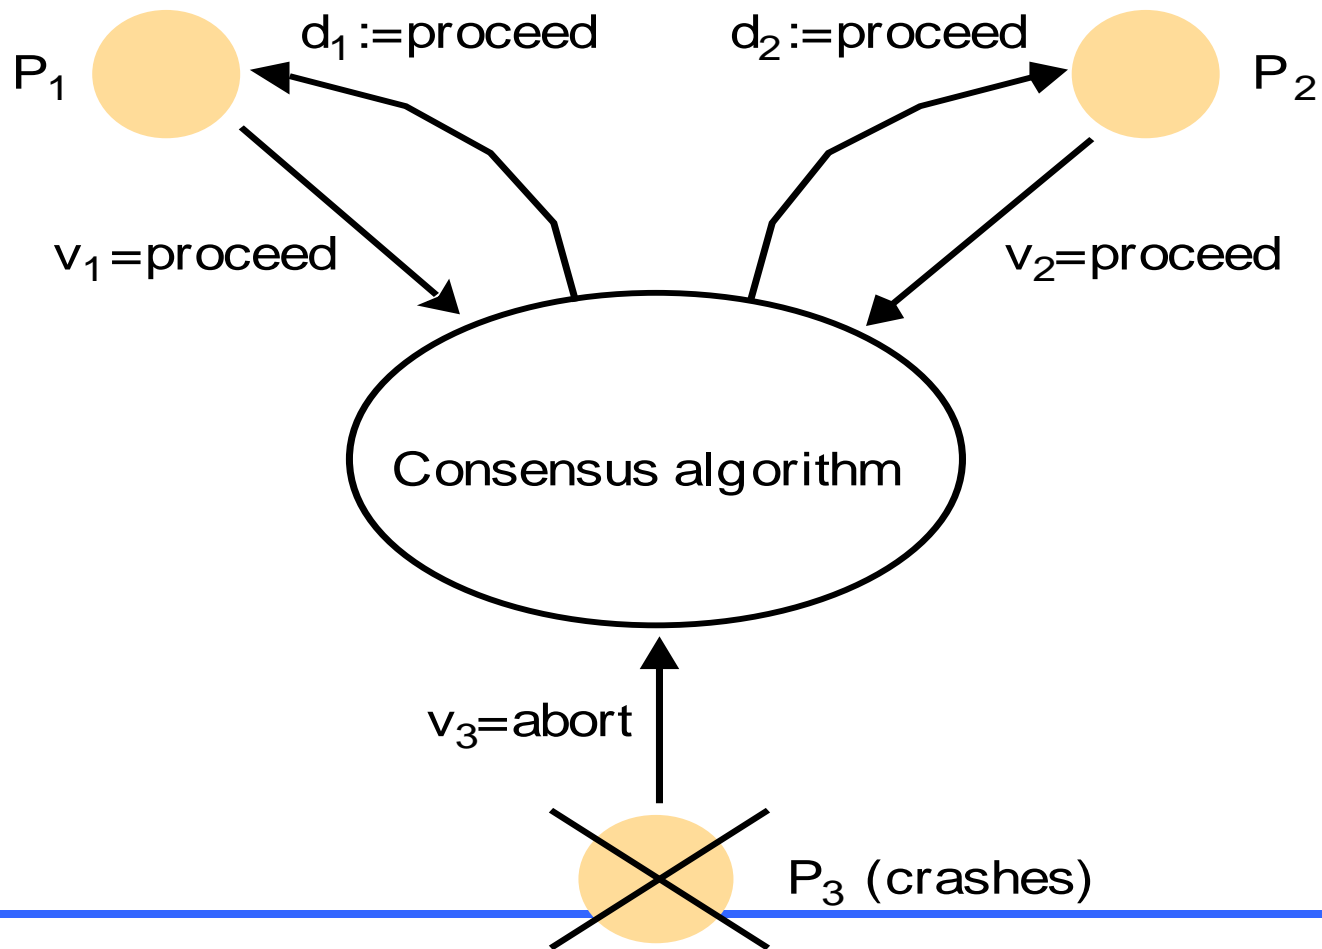 d₁:=proceed
d₂:=proceed
P₁
P₂
v₁=proceed
v₂=proceed
Consensus algorithm
v₃=abort
P₃ (crashes)